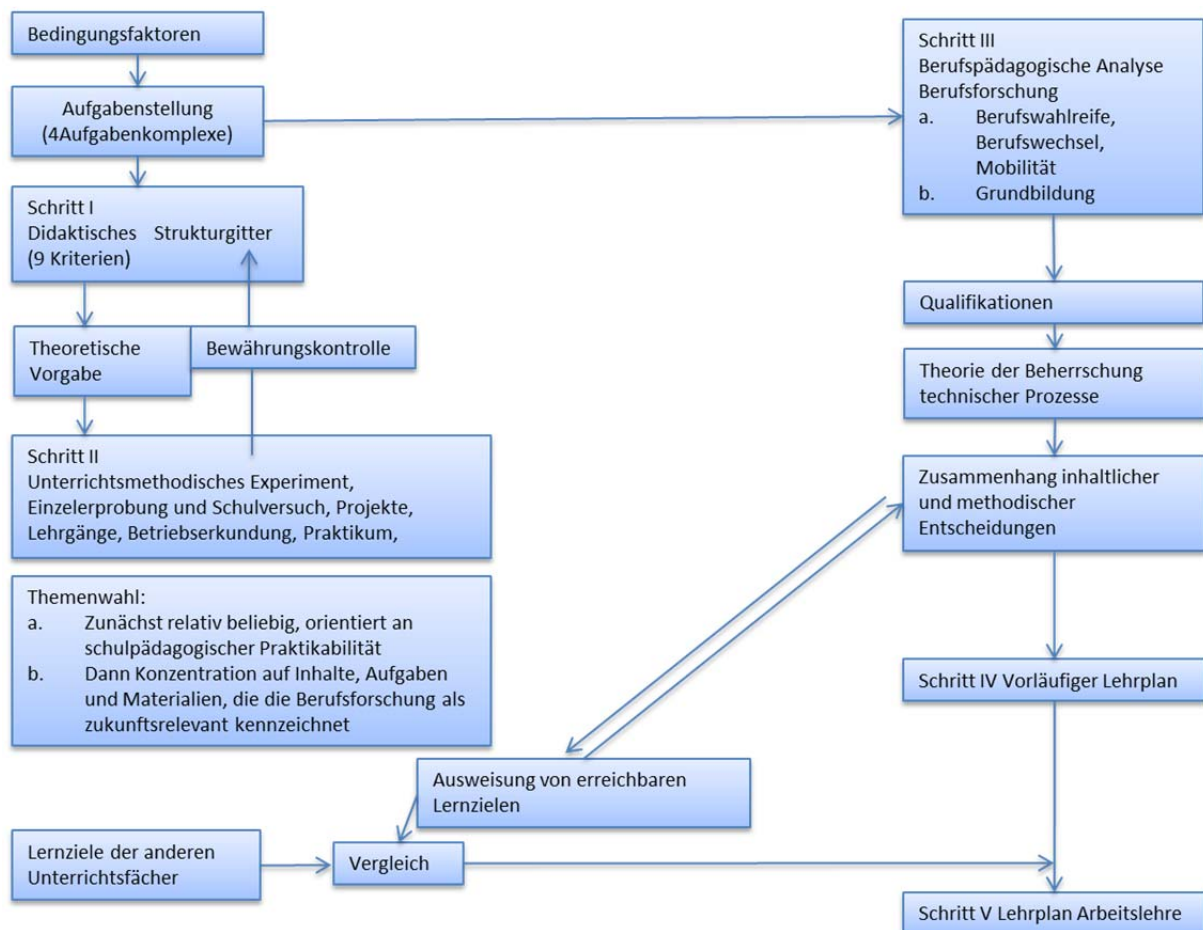 Bedingungsfaktoren
Aufgabenstellung
(4Aufgabenkomplexe)
Schritt I
Didaktisches Strukturgitter
(9 Kriterien)
Theoretische
Vorgabe
Bewährungskontrolle
Schritt II
Unterrichtsmethodisches Experiment,
Einzelerprobung und Schulversuch, Projekte,
Lehrgänge, Betriebserkundung, Praktikum,
Themenwahl:
a. Zunächst relativ beliebig, orientiert an
schulpädagogischer Praktikabilität
b. Dann Konzentration auf Inhalte, Aufgaben
und Materialien, die die Berufsforschung als
zukunftsrelevant kennzeichnet
Ausweisung von erreichbaren
Lernzielen
Lernziele der anderen
Unterrichtsfächer
Vergleich
Schritt III
Berufspädagogische Analyse
Berufsforschung
a. Berufswahlreife,
Berufswechsel,
Mobilität
b. Grundbildung
Qualifikationen
Theorie der Beherrschung
technischer Prozesse
Zusammenhang inhaltlicher
und methodischer
Entscheidungen
Schritt IV Vorläufiger Lehrplan
Schritt V Lehrplan Arbeitslehre